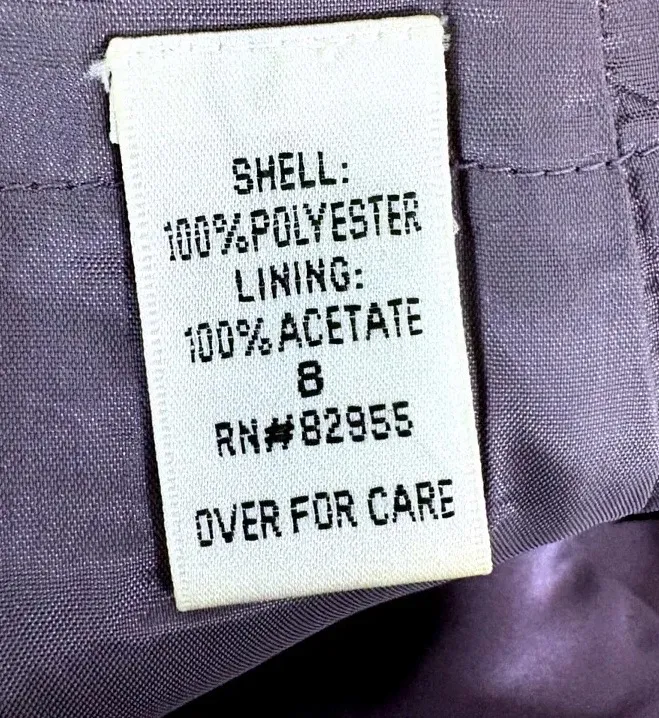 SHELL:
100%POLYESTER
LINING:
100%ACETATE
8
RN#82955
OVER FOR CARE